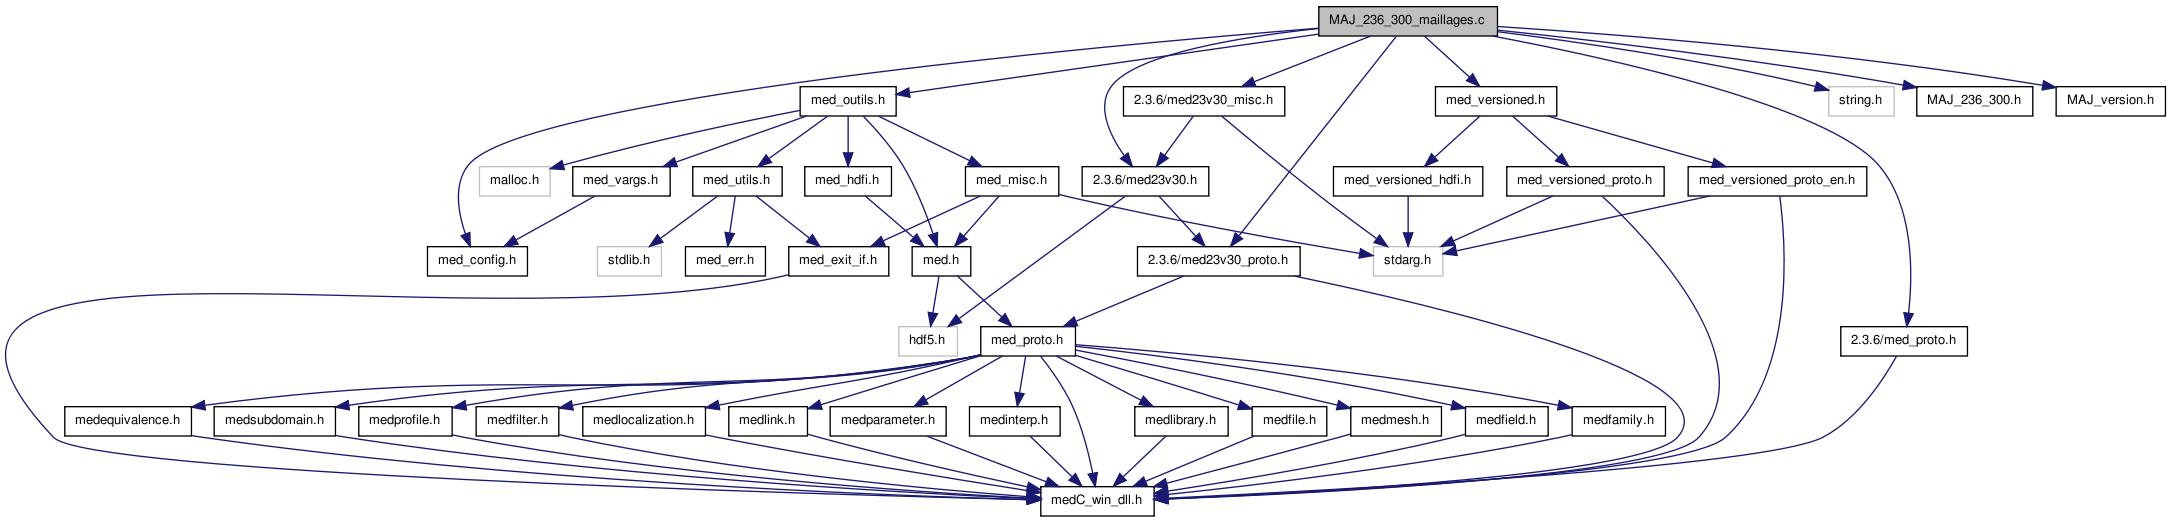 MAJ_236_300_maillages.c
med_outils.h
2.3.6/med23v30_misc.h
med_versioned.h
string.h
MAJ_236_300.h
MAJ_version.h
malloc.h
med_vargs.h
med_utils.h
med_hdfi.h
med_misc.h
2.3.6/med23v30.h
med_versioned_hdfi.h
med_versioned_proto.h
med_versioned_proto_en.h
med_config.h
stdlib.h
med_err.h
med_exit_if.h
med.h
2.3.6/med23v30_proto.h
stdarg.h
hdf5.h
med_proto.h
2.3.6/med_proto.h
medequivalence.h
medsubdomain.h
medprofile.h
medfilter.h
medlocalization.h
medlink.h
medparameter.h
medinterp.h
medlibrary.h
medfile.h
medmesh.h
medfield.h
medfamily.h
medC_win_dll.h